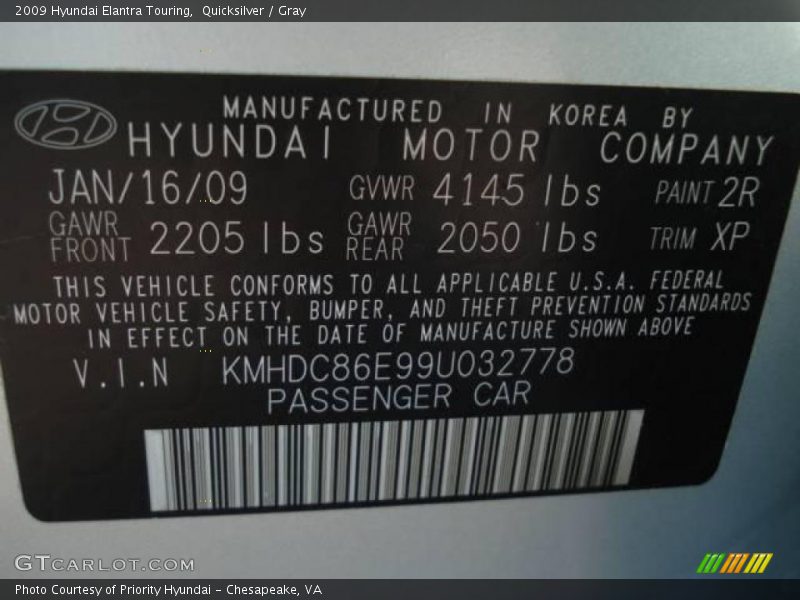 2009 Hyundai Elantra Touring,  Quicksilver / Gray
MANUFACTURED IN KOREA BY
HYUNDAI MOTOR COMPANY
JAN/16/09 GVWR 4145 lbs PAINT 2R
GAWR FRONT 2205 lbs GAWR REAR 2050 lbs TRIM XP
THIS VEHICLE CONFORMS TO ALL APPLICABLE U.S.A. FEDERAL
MOTOR VEHICLE SAFETY, BUMPER, AND THEFT PREVENTION STANDARDS
IN EFFECT ON THE DATE OF MANUFACTURE SHOWN ABOVE
V.I.N KMHDC86E99U032778
PASSENGER CAR
GTCARLOT.COM
Photo Courtesy of Priority Hyundai - Chesapeake, VA